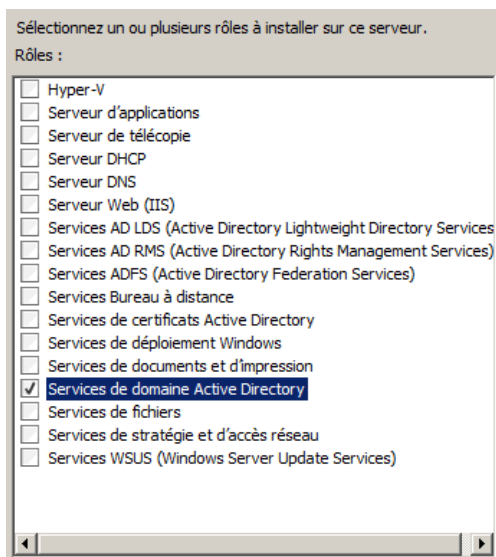 Sélectionnez un ou plusieurs rôles à installer sur ce serveur.
Rôles :
Hyper-V
Serveur d'applications
Serveur de télécopie
Serveur DHCP
Serveur DNS
Serveur Web (IIS)
Services AD LDS (Active Directory Lightweight Directory Services
Services AD RMS (Active Directory Rights Management Services)
Services ADFS (Active Directory Federation Services)
Services Bureau à distance
Services de certificats Active Directory
Services de déploiement Windows
Services de documents et d'impression
Services de domaine Active Directory
Services de fichiers
Services de stratégie et d'accès réseau
Services WSUS (Windows Server Update Services)